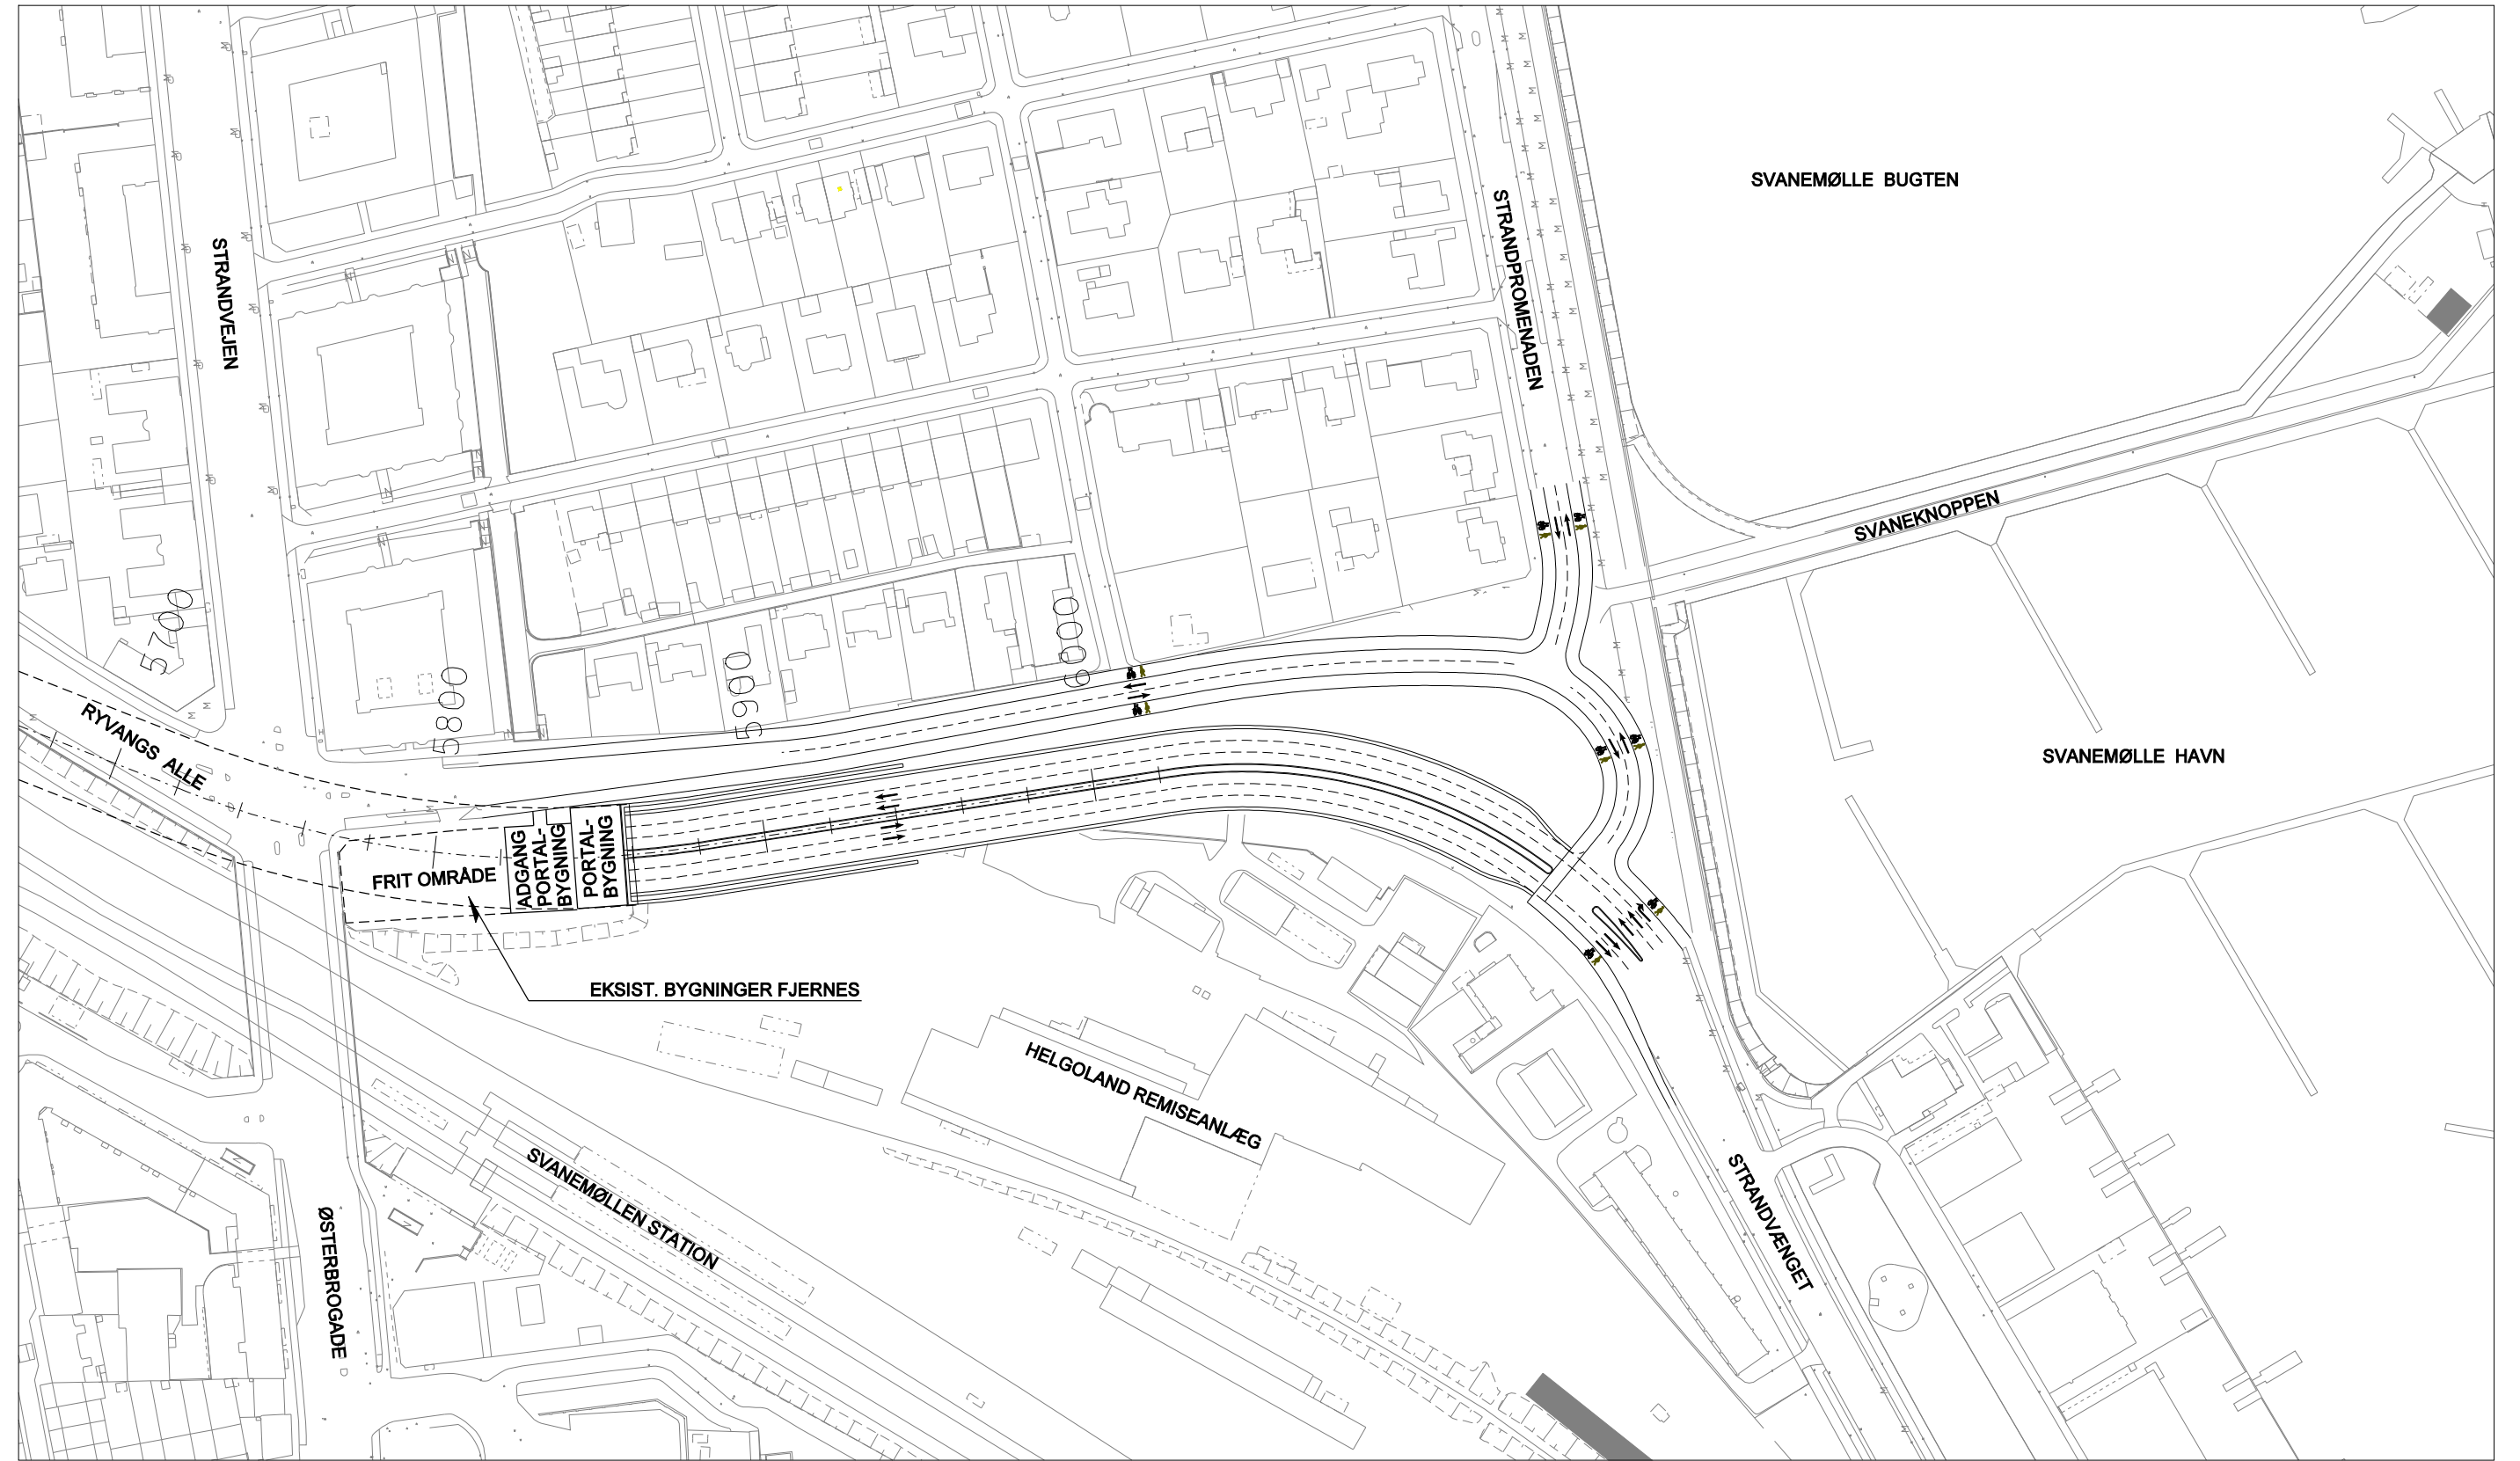 SVANEMØLLE BUGTEN
STRANDVEJEN
STRANDPROMENADEN
SVANEKNOPPEN
5700
5800
5900
6000
RYVANGS ALLE
SVANEMØLLE HAVN
FRIT OMRÅDE
ADGANG
PORTAL-
BYGNING
PORTAL-
BYGNING
EKSIST. BYGNINGER FJERNES
HELGOLAND REMISEANLÆG
SVANEMØLLEN STATION
ØSTERBROGADE
STRANDVÆNGET